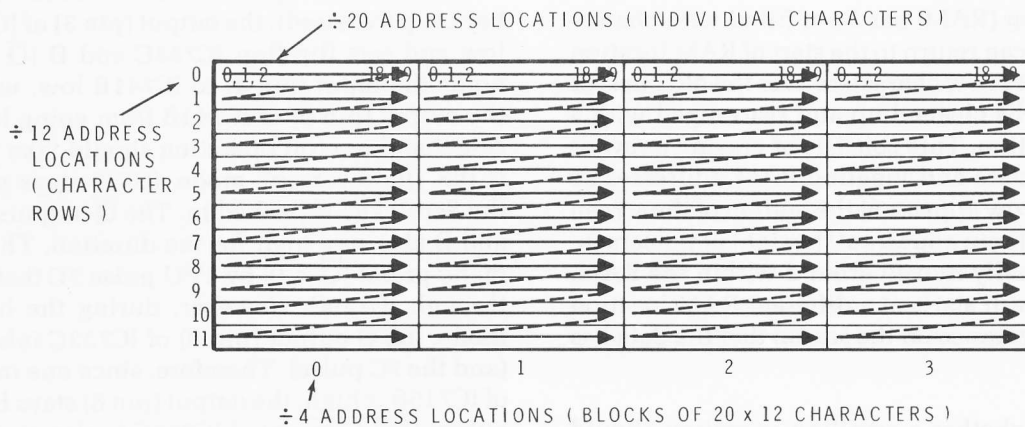 ÷20 ADDRESS LOCATIONS (INDIVIDUAL CHARACTERS)
0 0,1,2 18,19 0,1,2 18,19 0,1,2 18,19 0,1,2 18,19
1
2
3
4
5
6
7
8
9
10
11
÷12 ADDRESS
LOCATIONS
(CHARACTER
ROWS)
0 1 2 3
÷4 ADDRESS LOCATIONS (BLOCKS OF 20 x 12 CHARACTERS)